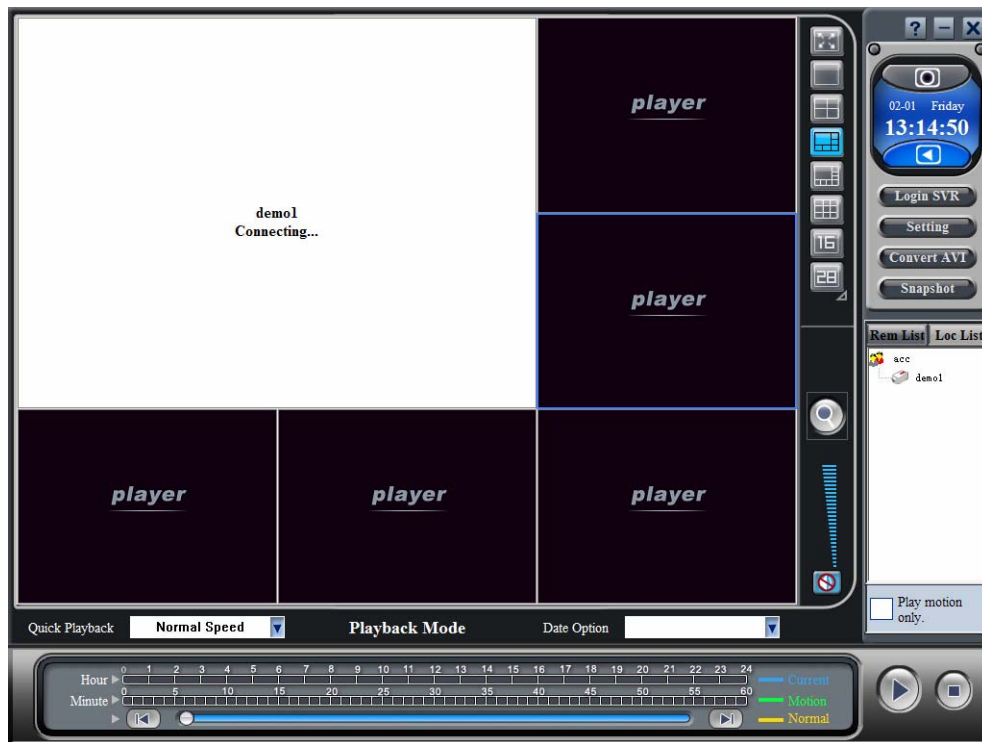 player
? - X
02-01 Friday
13:14:50
Login SVR
Setting
Convert AVI
Snapshot
demo1
Connecting...
player
16
28
Rem List Loc List
acc
demo1
player player player
Play motion
only.
Quick Playback Normal Speed Playback Mode Date Option
Hour 0 1 2 3 4 5 6 7 8 9 10 11 12 13 14 15 16 17 18 19 20 21 22 23 24 Current
Minute 0 5 10 15 20 25 30 35 40 45 50 55 60 Motion
Normal